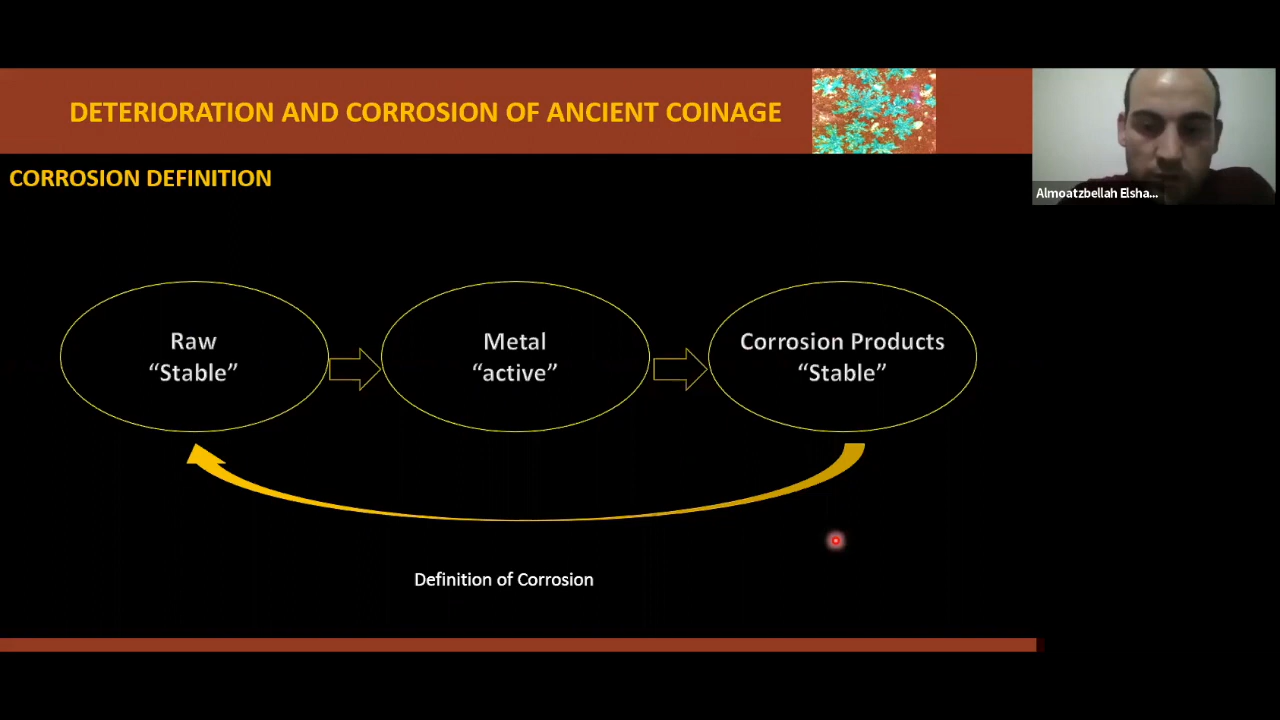 DETERIORATION AND CORROSION OF ANCIENT COINAGE
Almoatzbellah Elsha...
CORROSION DEFINITION
Raw
“Stable”
Metal
“active”
Corrosion Products
“Stable”
Definition of Corrosion